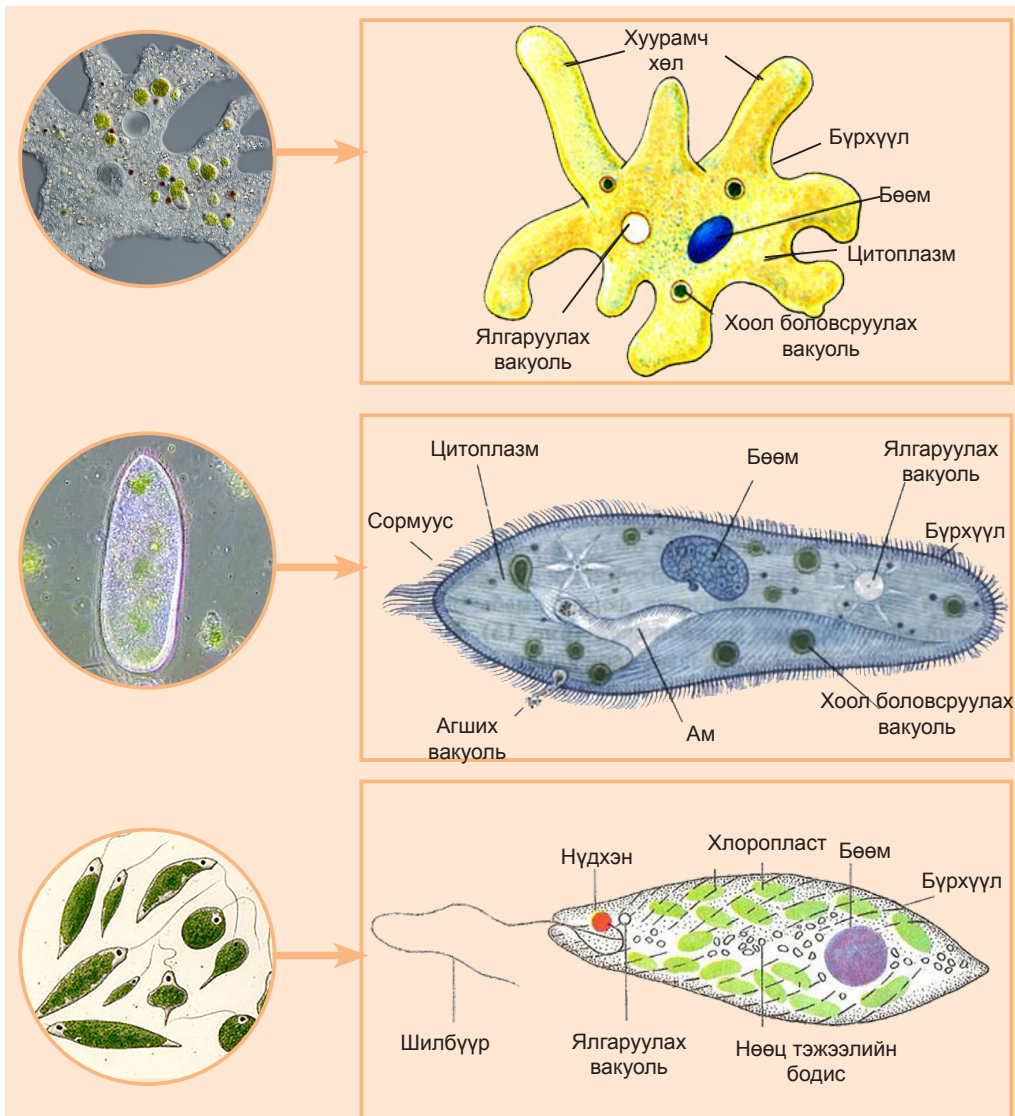 Хуурамч
хөл
Бүрхүүл
Бөөм
Цитоплазм
Ялгаруулах
вакуоль
Хоол боловсруулах
вакуоль
Цитоплазм
Бөөм
Ялгаруулах
вакуоль
Сормуус
Бүрхүүл
Агших
вакуоль
Ам
Хоол боловсруулах
вакуоль
Нүдхэн
Хлоропласт
Бөөм
Бүрхүүл
Шилбүүр
Ялгаруулах
вакуоль
Нөөц тэжээлийн
бодис